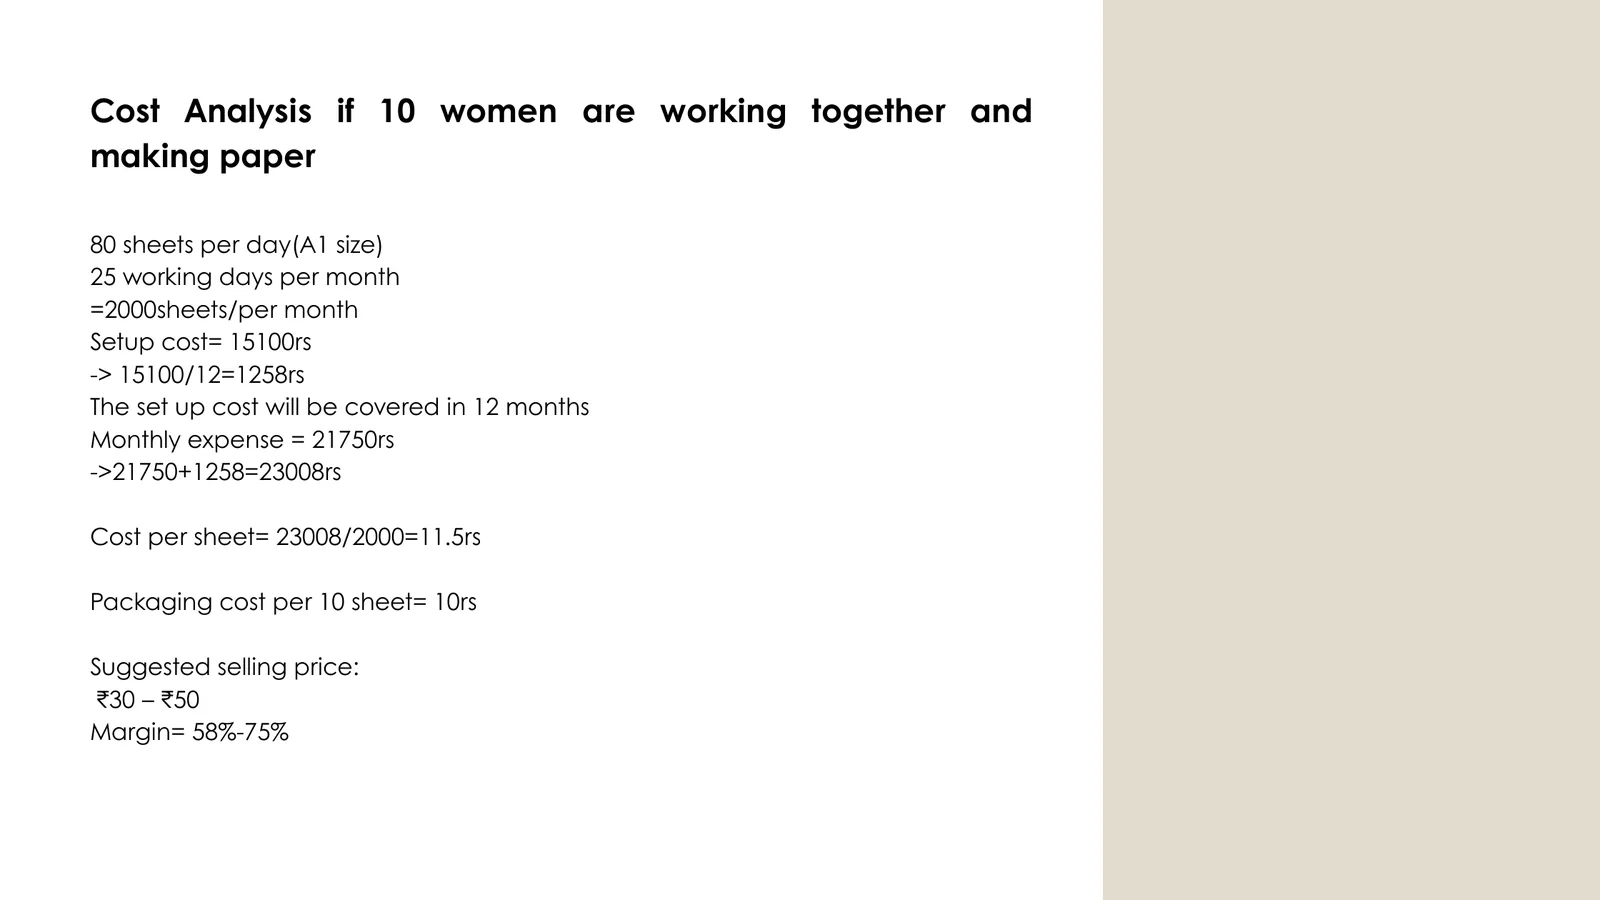 Cost Analysis if 10 women are working together and
making paper
80 sheets per day(A1 size)
25 working days per month
=2000sheets/per month
Setup cost= 15100rs
-> 15100/12=1258rs
The set up cost will be covered in 12 months
Monthly expense = 21750rs
->21750+1258=23008rs
Cost per sheet= 23008/2000=11.5rs
Packaging cost per 10 sheet= 10rs
Suggested selling price:
₹30 – ₹50
Margin= 58%-75%